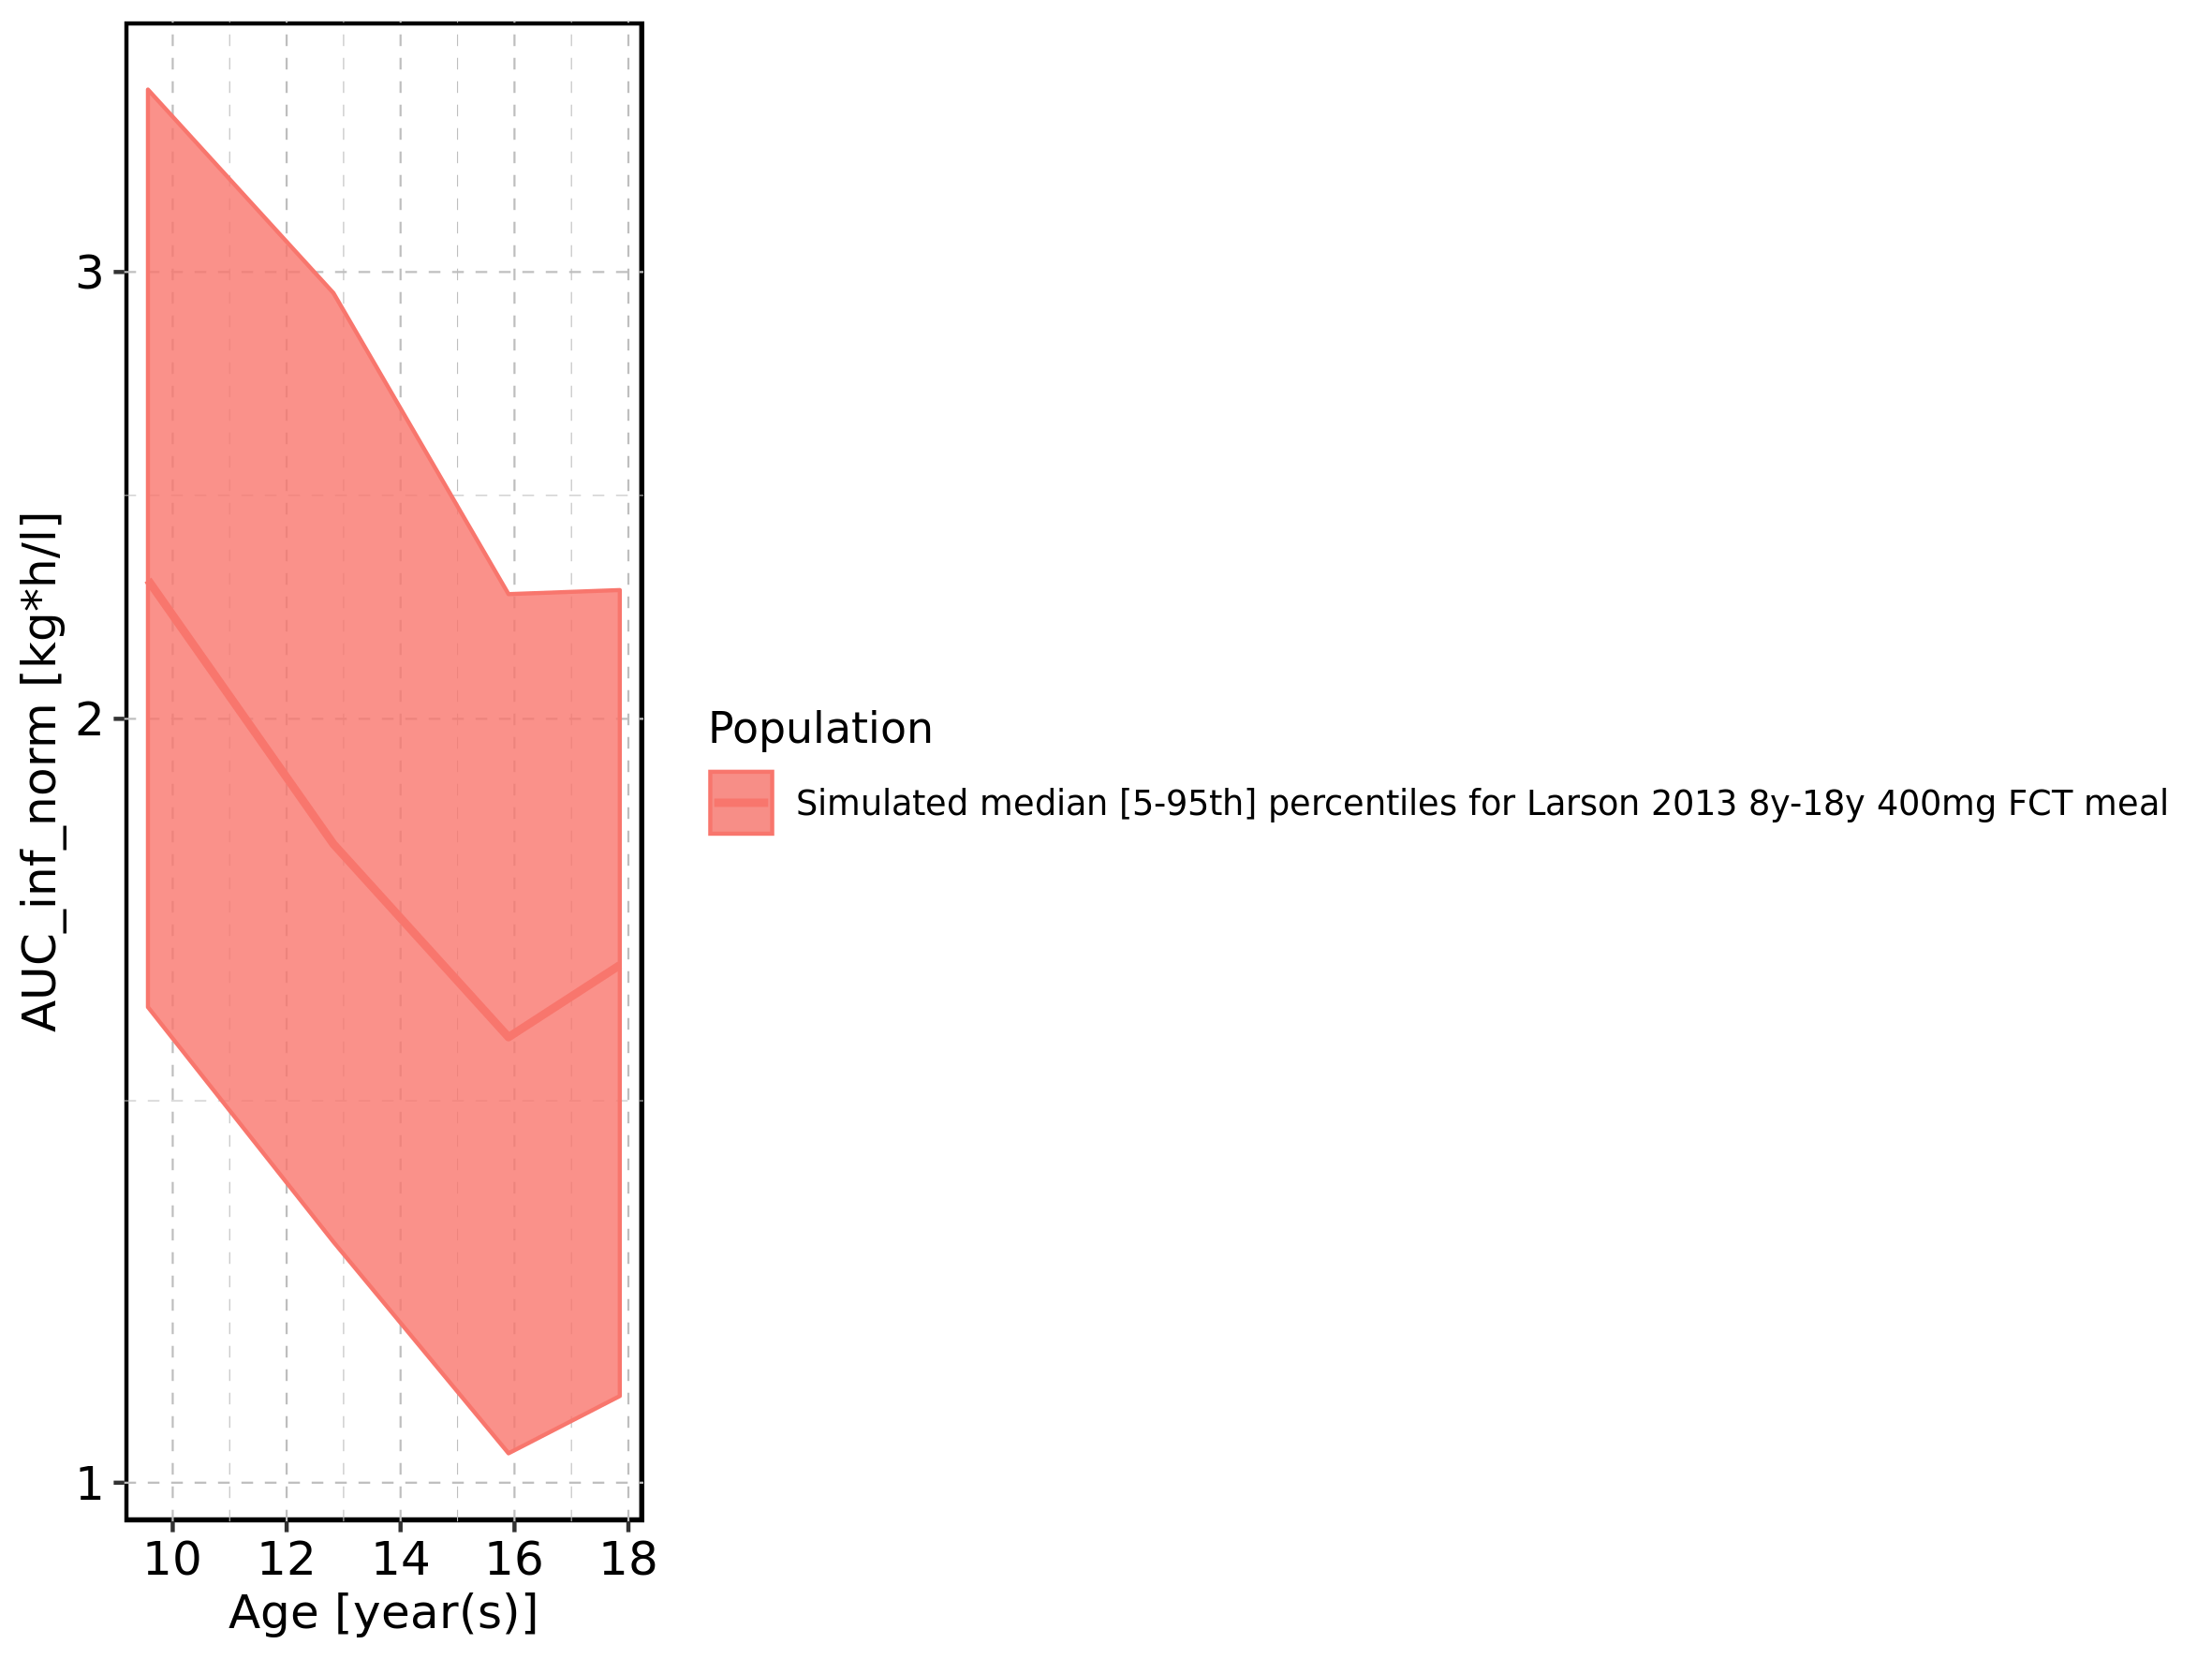 AUC_inf_norm [kg*h/l]
3
2
1
10 12 14 16 18
Age [year(s)]
Population
Simulated median [5-95th] percentiles for Larson 2013 8y-18y 400mg FCT meal